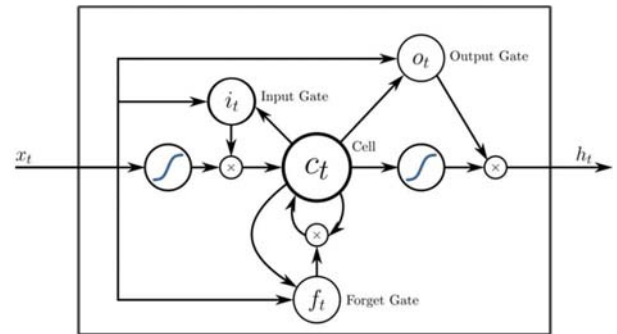 o_t Output Gate
i_t Input Gate
x_t
×
c_t Cell
×
h_t
×
f_t Forget Gate